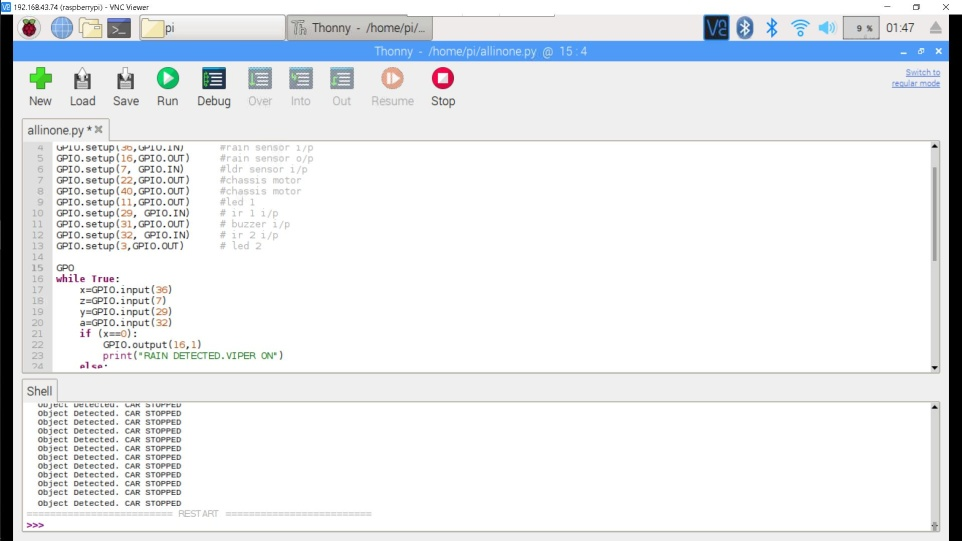 192.168.43.74 (raspberrypi) - VNC Viewer
pi
Thonny - /home/pi/...
9 %
01:47
Thonny - /home/pi/allinone.py @ 15 : 4
New Load Save Run Debug Over Into Out Resume Stop
Switch to
regular mode
allinone.py *
4 GPIO.setup(36,GPIO.IN) #rain sensor i/p
5 GPIO.setup(16,GPIO.OUT) #rain sensor o/p
6 GPIO.setup(7, GPIO.IN) #ldr sensor i/p
7 GPIO.setup(22,GPIO.OUT) #chassis motor
8 GPIO.setup(40,GPIO.OUT) #chassis motor
9 GPIO.setup(11,GPIO.OUT) #led 1
10 GPIO.setup(29, GPIO.IN) # ir 1 i/p
11 GPIO.setup(31,GPIO.OUT) # buzzer i/p
12 GPIO.setup(32, GPIO.IN) # ir 2 i/p
13 GPIO.setup(3,GPIO.OUT) # led 2
14
15 GPO
16 while True:
17 x=GPIO.input(36)
18 z=GPIO.input(7)
19 y=GPIO.input(29)
20 a=GPIO.input(32)
21 if (x==0):
22 GPIO.output(16,1)
23 print("RAIN DETECTED.VIPER ON")
24 else:
Shell
Object Detected. CAR STOPPED
Object Detected. CAR STOPPED
Object Detected. CAR STOPPED
Object Detected. CAR STOPPED
Object Detected. CAR STOPPED
Object Detected. CAR STOPPED
Object Detected. CAR STOPPED
Object Detected. CAR STOPPED
Object Detected. CAR STOPPED
Object Detected. CAR STOPPED
Object Detected. CAR STOPPED
Object Detected. CAR STOPPED
========================= RESTART =========================
>>>